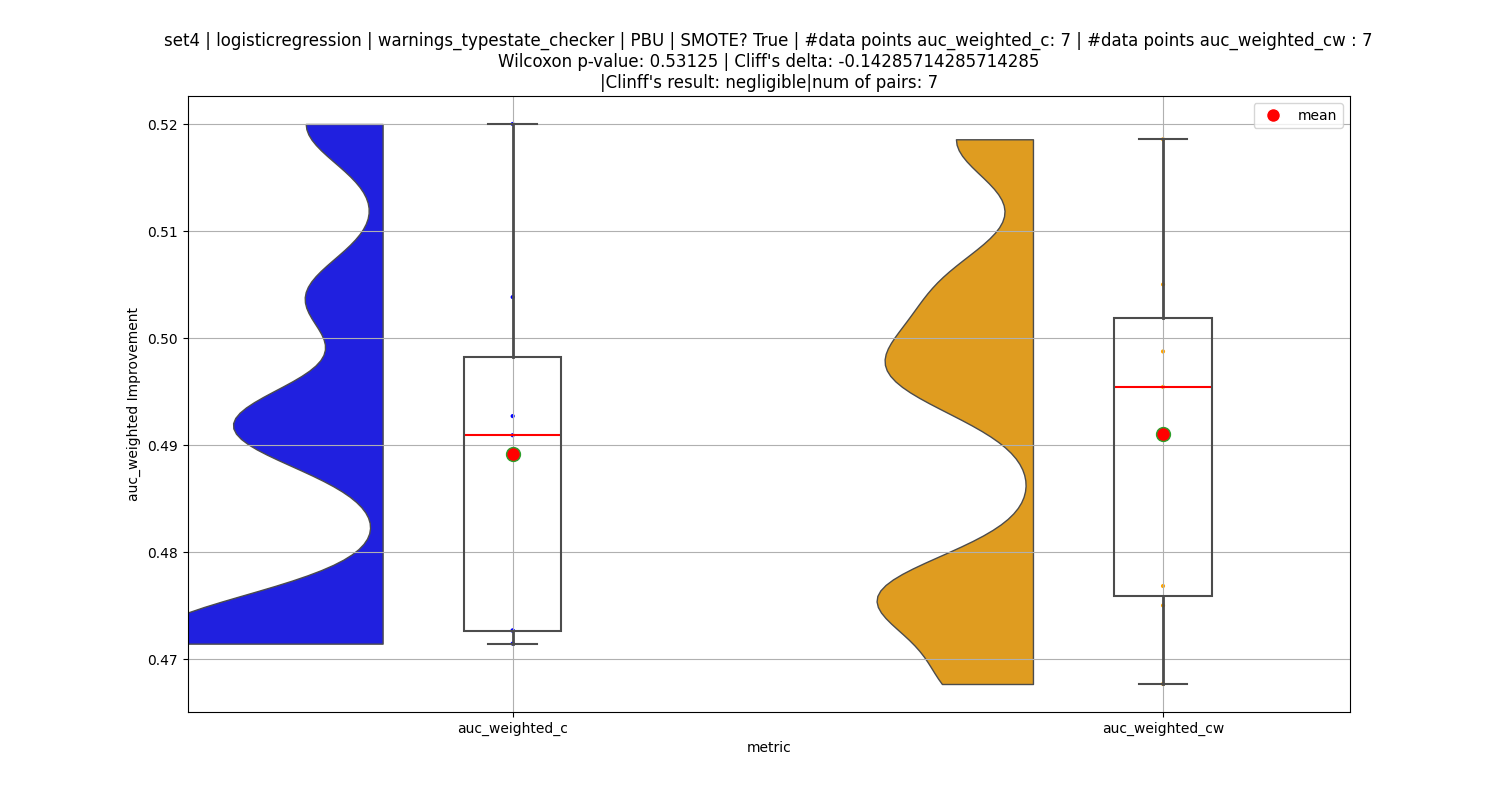 set4 | logisticregression | warnings_typestate_checker | PBU | SMOTE? True | #data points auc_weighted_c: 7 | #data points auc_weighted_cw : 7
Wilcoxon p-value: 0.53125 | Cliff's delta: -0.14285714285714285
|Clinff's result: negligible|num of pairs: 7
mean
0.52
0.51
0.50
0.49
0.48
0.47
auc_weighted Improvement
auc_weighted_c
auc_weighted_cw
metric